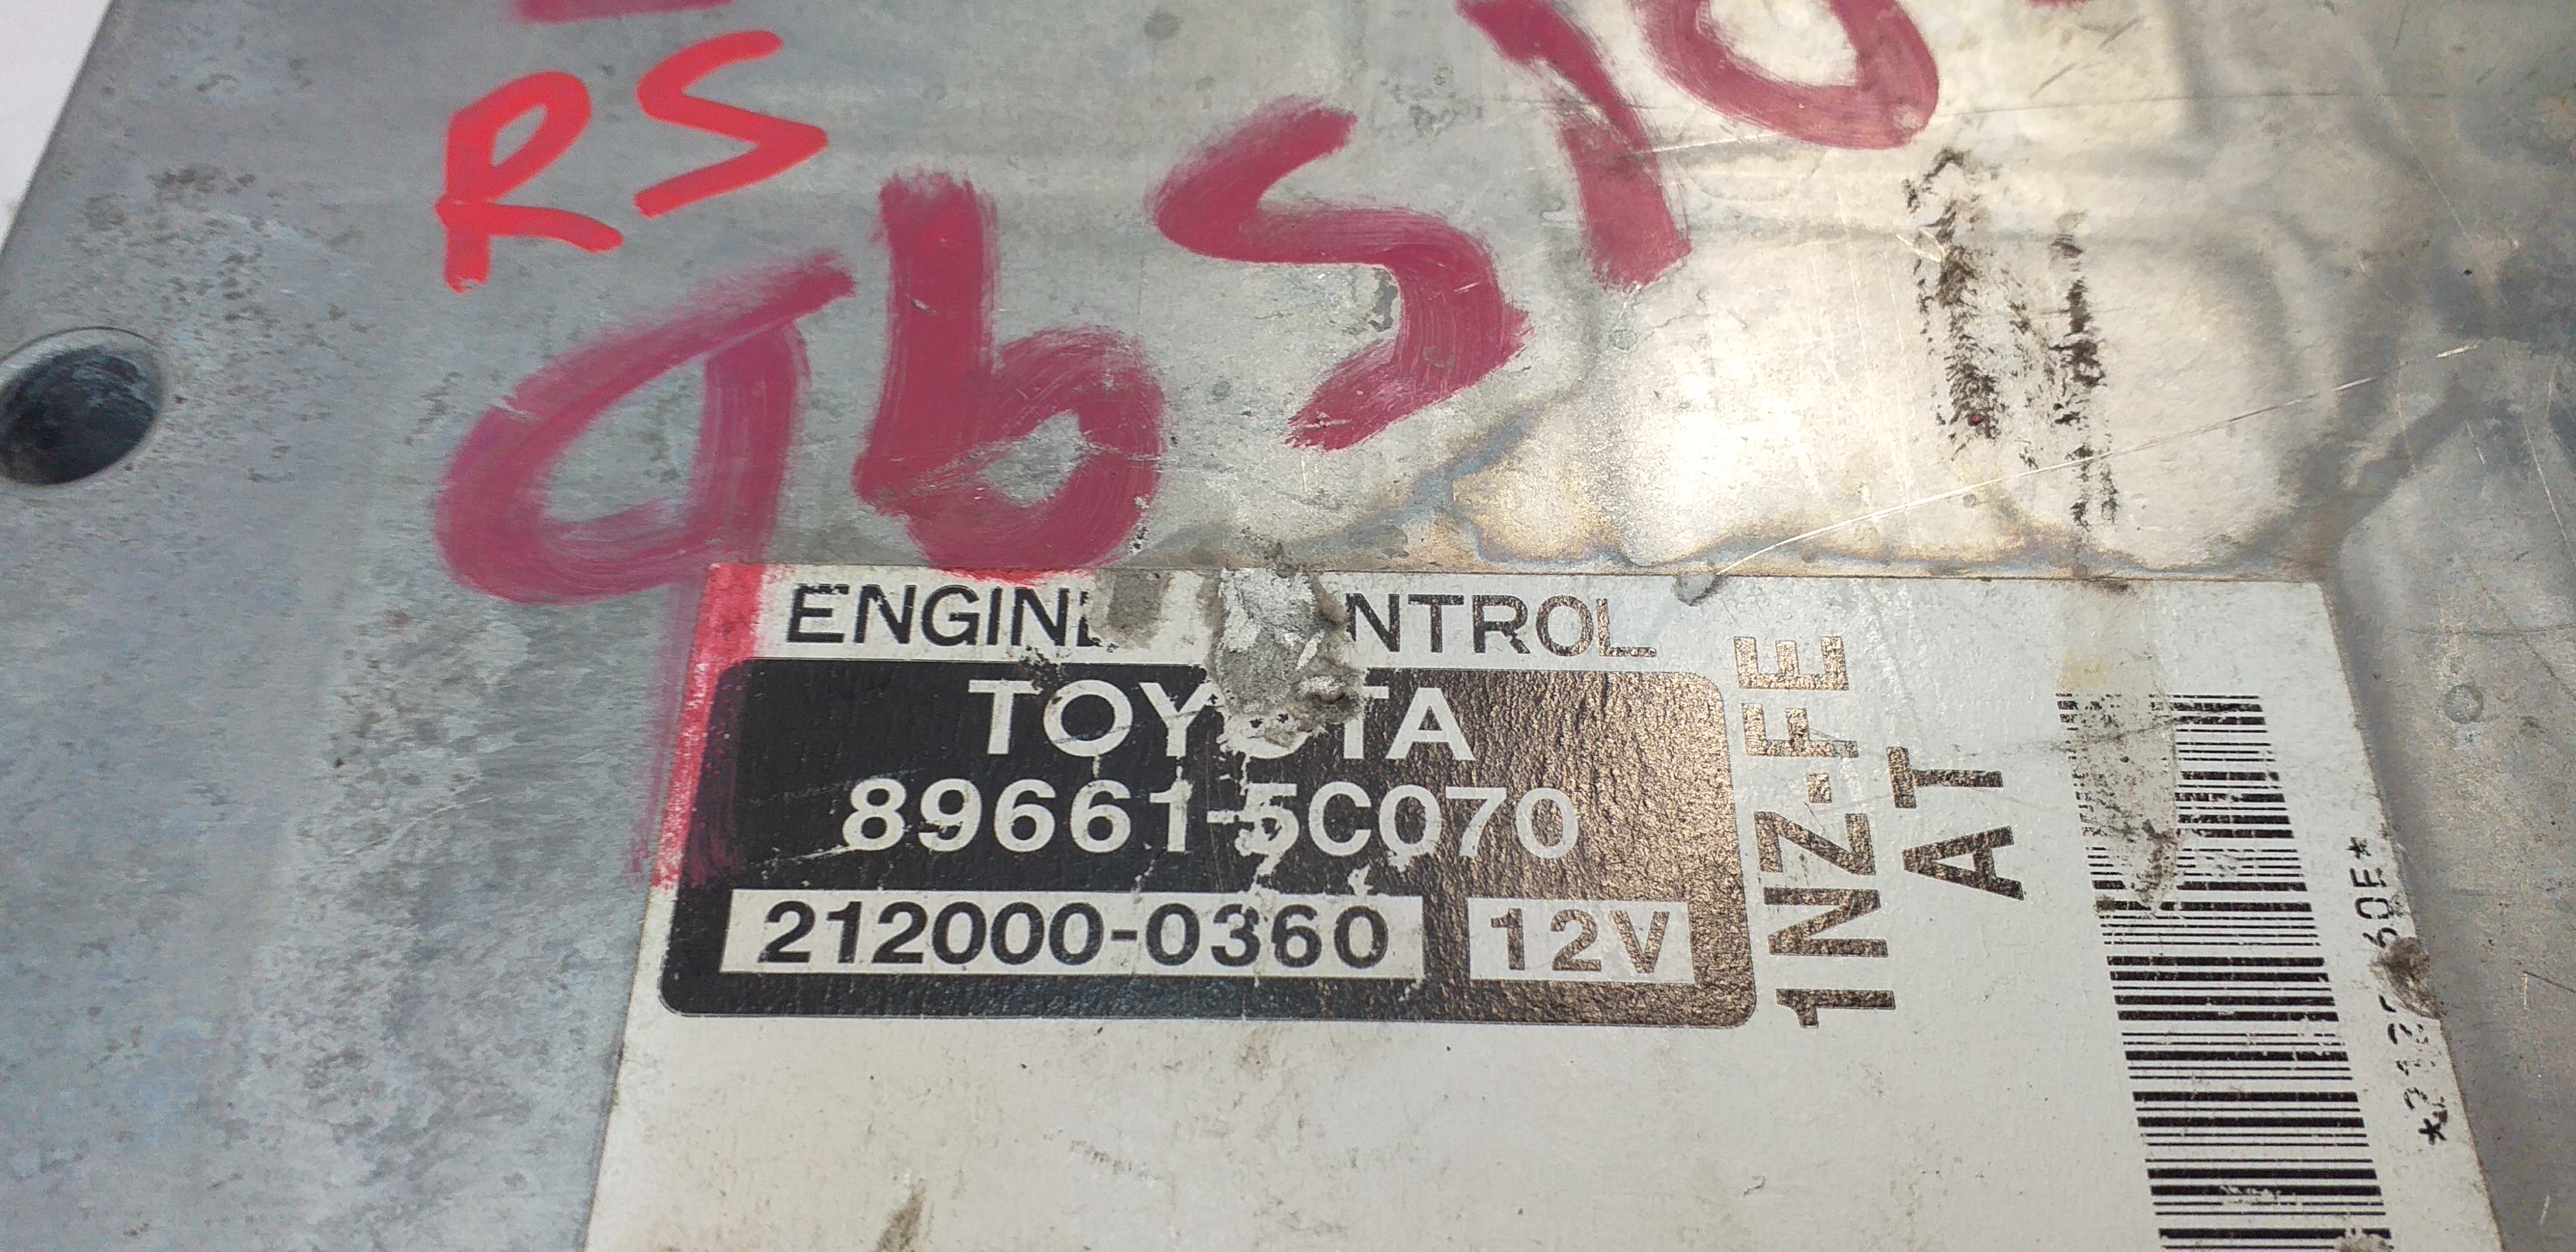 RS
ENGINE CONTROL
TOYOTA
89661-5C070
212000-0360 12V
1NZ-FE
AT